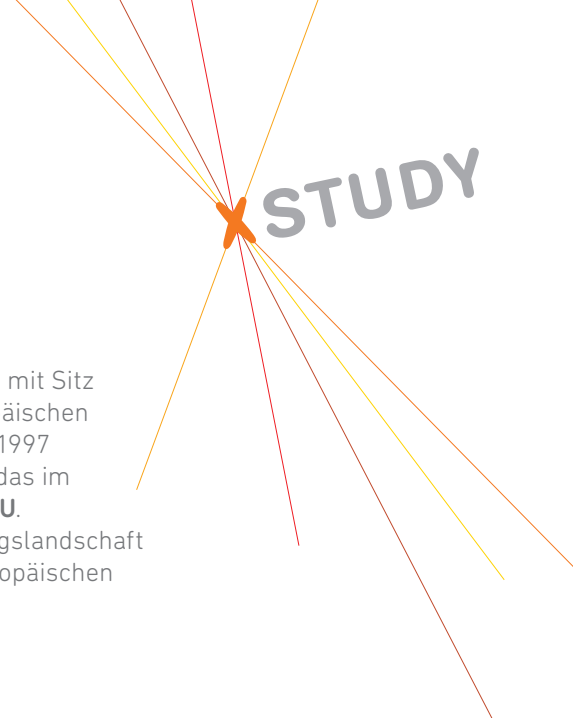 X STUDY
mit Sitz
äischen
1997
das im
U.
gslandschaft
opäischen